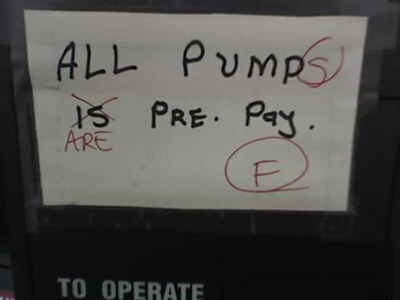 ALL PUMPS
IS PRE. Pay.
ARE
F
TO OPERATE